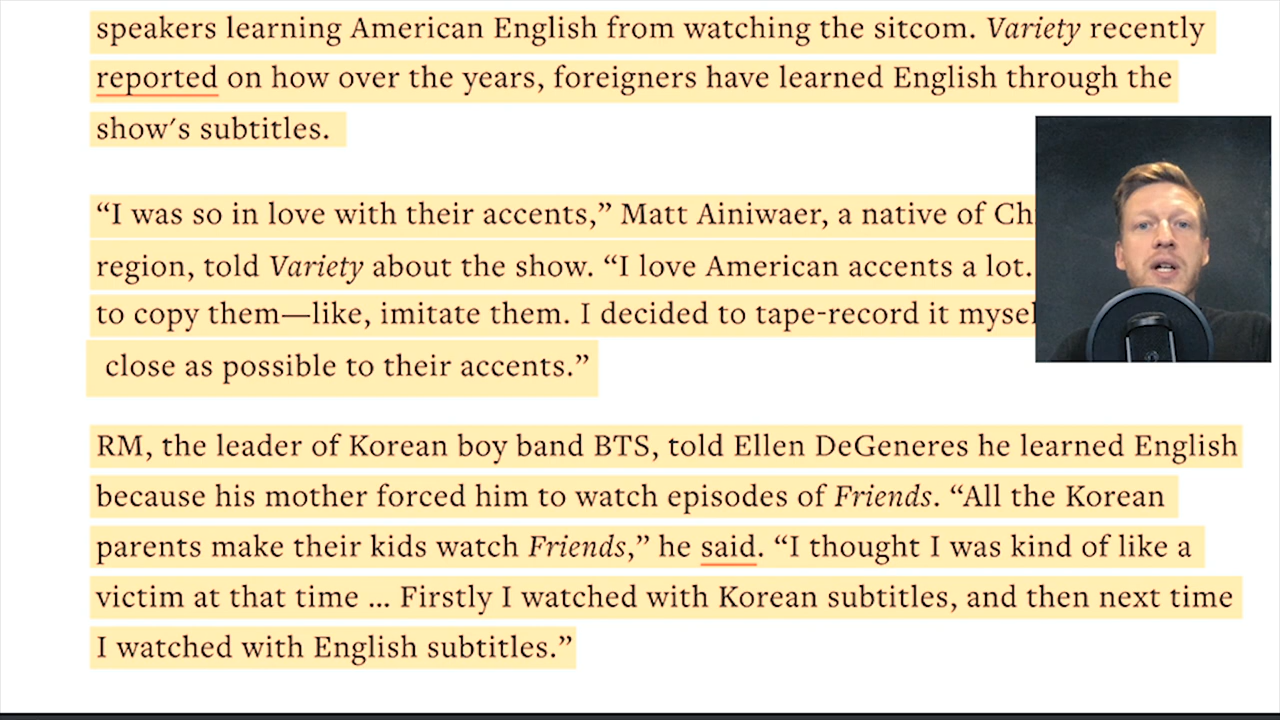 speakers learning American English from watching the sitcom. Variety recently
reported on how over the years, foreigners have learned English through the
show's subtitles.
“I was so in love with their accents,” Matt Ainiwaer, a native of
region, told Variety about the show. “I love American accents a lot.
to copy them—like, imitate them. I decided to tape-record it
close as possible to their accents.”
RM, the leader of Korean boy band BTS, told Ellen DeGeneres he learned English
because his mother forced him to watch episodes of Friends. “All the Korean
parents make their kids watch Friends,” he said. “I thought I was kind of like a
victim at that time ... Firstly I watched with Korean subtitles, and then next time
I watched with English subtitles.”